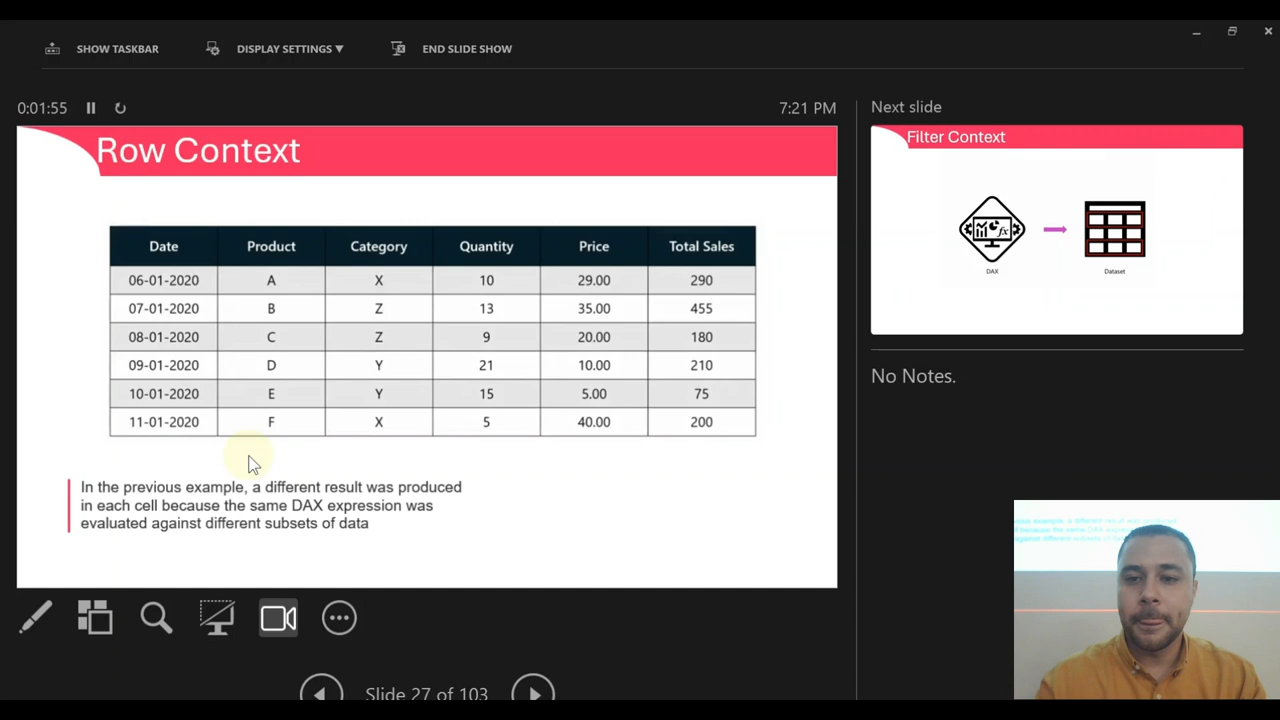 SHOW TASKBAR DISPLAY SETTINGS ▼ END SLIDE SHOW
0:01:55 7:21 PM
Row Context
Date Product Category Quantity Price Total Sales
06-01-2020 A X 10 29.00 290
07-01-2020 B Z 13 35.00 455
08-01-2020 C Z 9 20.00 180
09-01-2020 D Y 21 10.00 210
10-01-2020 E Y 15 5.00 75
11-01-2020 F X 5 40.00 200
In the previous example, a different result was produced
in each cell because the same DAX expression was
evaluated against different subsets of data
Slide 27 of 103
Next slide
Filter Context
fx
DAX Dataset
No Notes.